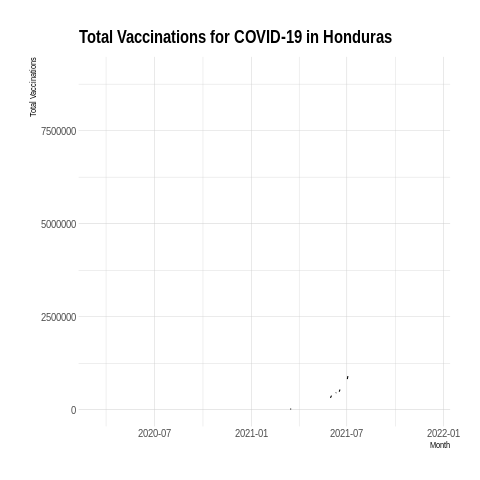 Total Vaccinations for COVID-19 in Honduras
Total Vaccinations
7500000
5000000
2500000
0
2020-07 2021-01 2021-07 2022-01
Month